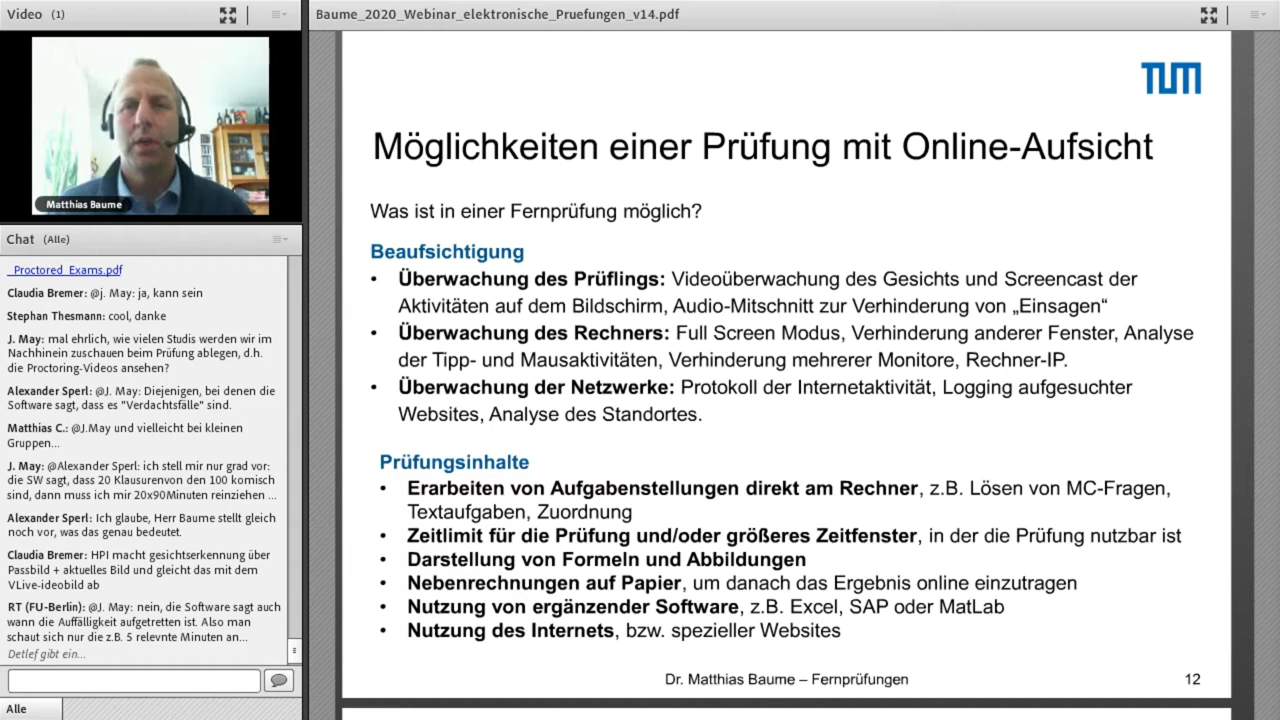 Video (1)
Matthias Baume
Chat (Alle)
_Proctored_Exams.pdf
Claudia Bremer: @j. May: ja, kann sein
Stephan Thesmann: cool, danke
J. May: mal ehrlich, wie vielen Studis werden wir im
Nachhinein zuschauen beim Prüfung ablegen, d.h.
die Proctoring-Videos ansehen?
Alexander Sperl: @J. May: Diejenigen, bei denen die
Software sagt, dass es "Verdachtsfälle" sind.
Matthias C.: @J.May und vielleicht bei kleinen
Gruppen...
J. May: @Alexander Sperl: ich stell mir nur grad vor:
die SW sagt, dass 20 Klausurenvon den 100 komisch
sind, dann muss ich mir 20x90Minuten reinziehen ...
Alexander Sperl: Ich glaube, Herr Baume stellt gleich
noch vor, was das genau bedeutet.
Claudia Bremer: HPI macht gesichtserkennung über
Passbild + aktuelles Bild und gleicht das mit dem
VLive-ideobild ab
RT (FU-Berlin): @J. May: nein, die Software sagt auch
wann die Auffälligkeit aufgetreten ist. Also man
schaut sich nur die z.B. 5 relevnte Minuten an...
Detlef gibt ein...
Alle
Baume_2020_Webinar_elektronische_Pruefungen_v14.pdf
TUM
Möglichkeiten einer Prüfung mit Online-Aufsicht
Was ist in einer Fernprüfung möglich?
Beaufsichtigung
• Überwachung des Prüflings: Videoüberwachung des Gesichts und Screencast der
Aktivitäten auf dem Bildschirm, Audio-Mitschnitt zur Verhinderung von „Einsagen“
• Überwachung des Rechners: Full Screen Modus, Verhinderung anderer Fenster, Analyse
der Tipp- und Mausaktivitäten, Verhinderung mehrerer Monitore, Rechner-IP.
• Überwachung der Netzwerke: Protokoll der Internetaktivität, Logging aufgesuchter
Websites, Analyse des Standortes.
Prüfungsinhalte
• Erarbeiten von Aufgabenstellungen direkt am Rechner, z.B. Lösen von MC-Fragen,
Textaufgaben, Zuordnung
• Zeitlimit für die Prüfung und/oder größeres Zeitfenster, in der die Prüfung nutzbar ist
• Darstellung von Formeln und Abbildungen
• Nebenrechnungen auf Papier, um danach das Ergebnis online einzutragen
• Nutzung von ergänzender Software, z.B. Excel, SAP oder MatLab
• Nutzung des Internets, bzw. spezieller Websites
Dr. Matthias Baume – Fernprüfungen
12